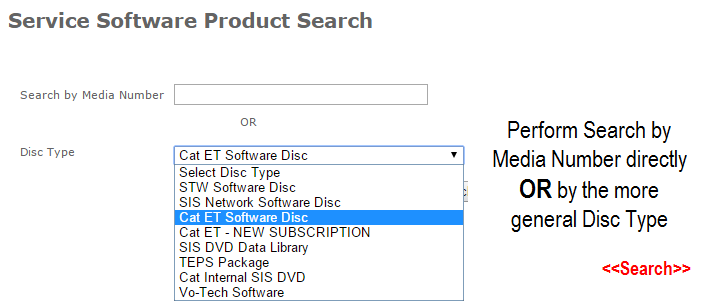 Service Software Product Search
Search by Media Number
OR
Disc Type
Cat ET Software Disc
Select Disc Type
STW Software Disc
SIS Network Software Disc
Cat ET Software Disc
Cat ET - NEW SUBSCRIPTION
SIS DVD Data Library
TEPS Package
Cat Internal SIS DVD
Vo-Tech Software
Perform Search by
Media Number directly
OR by the more
general Disc Type
<<Search>>